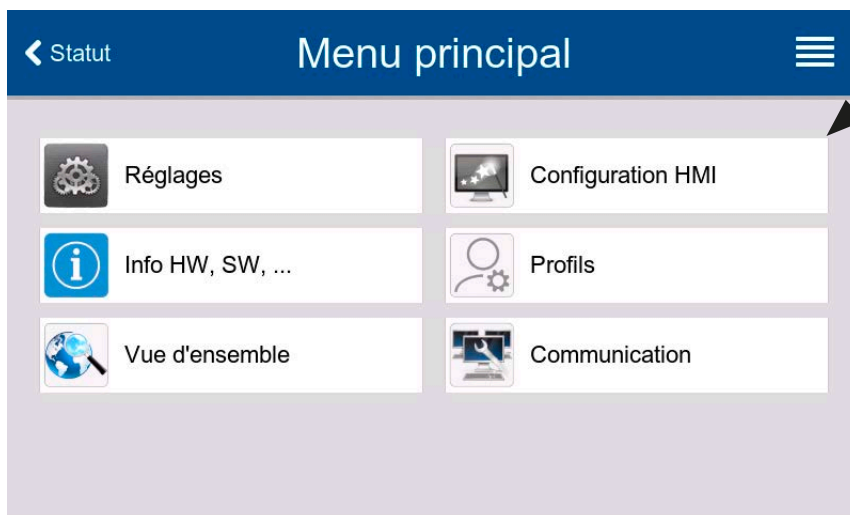 Statut
Menu principal
Réglages
Configuration HMI
Info HW, SW, ...
Profils
Vue d'ensemble
Communication